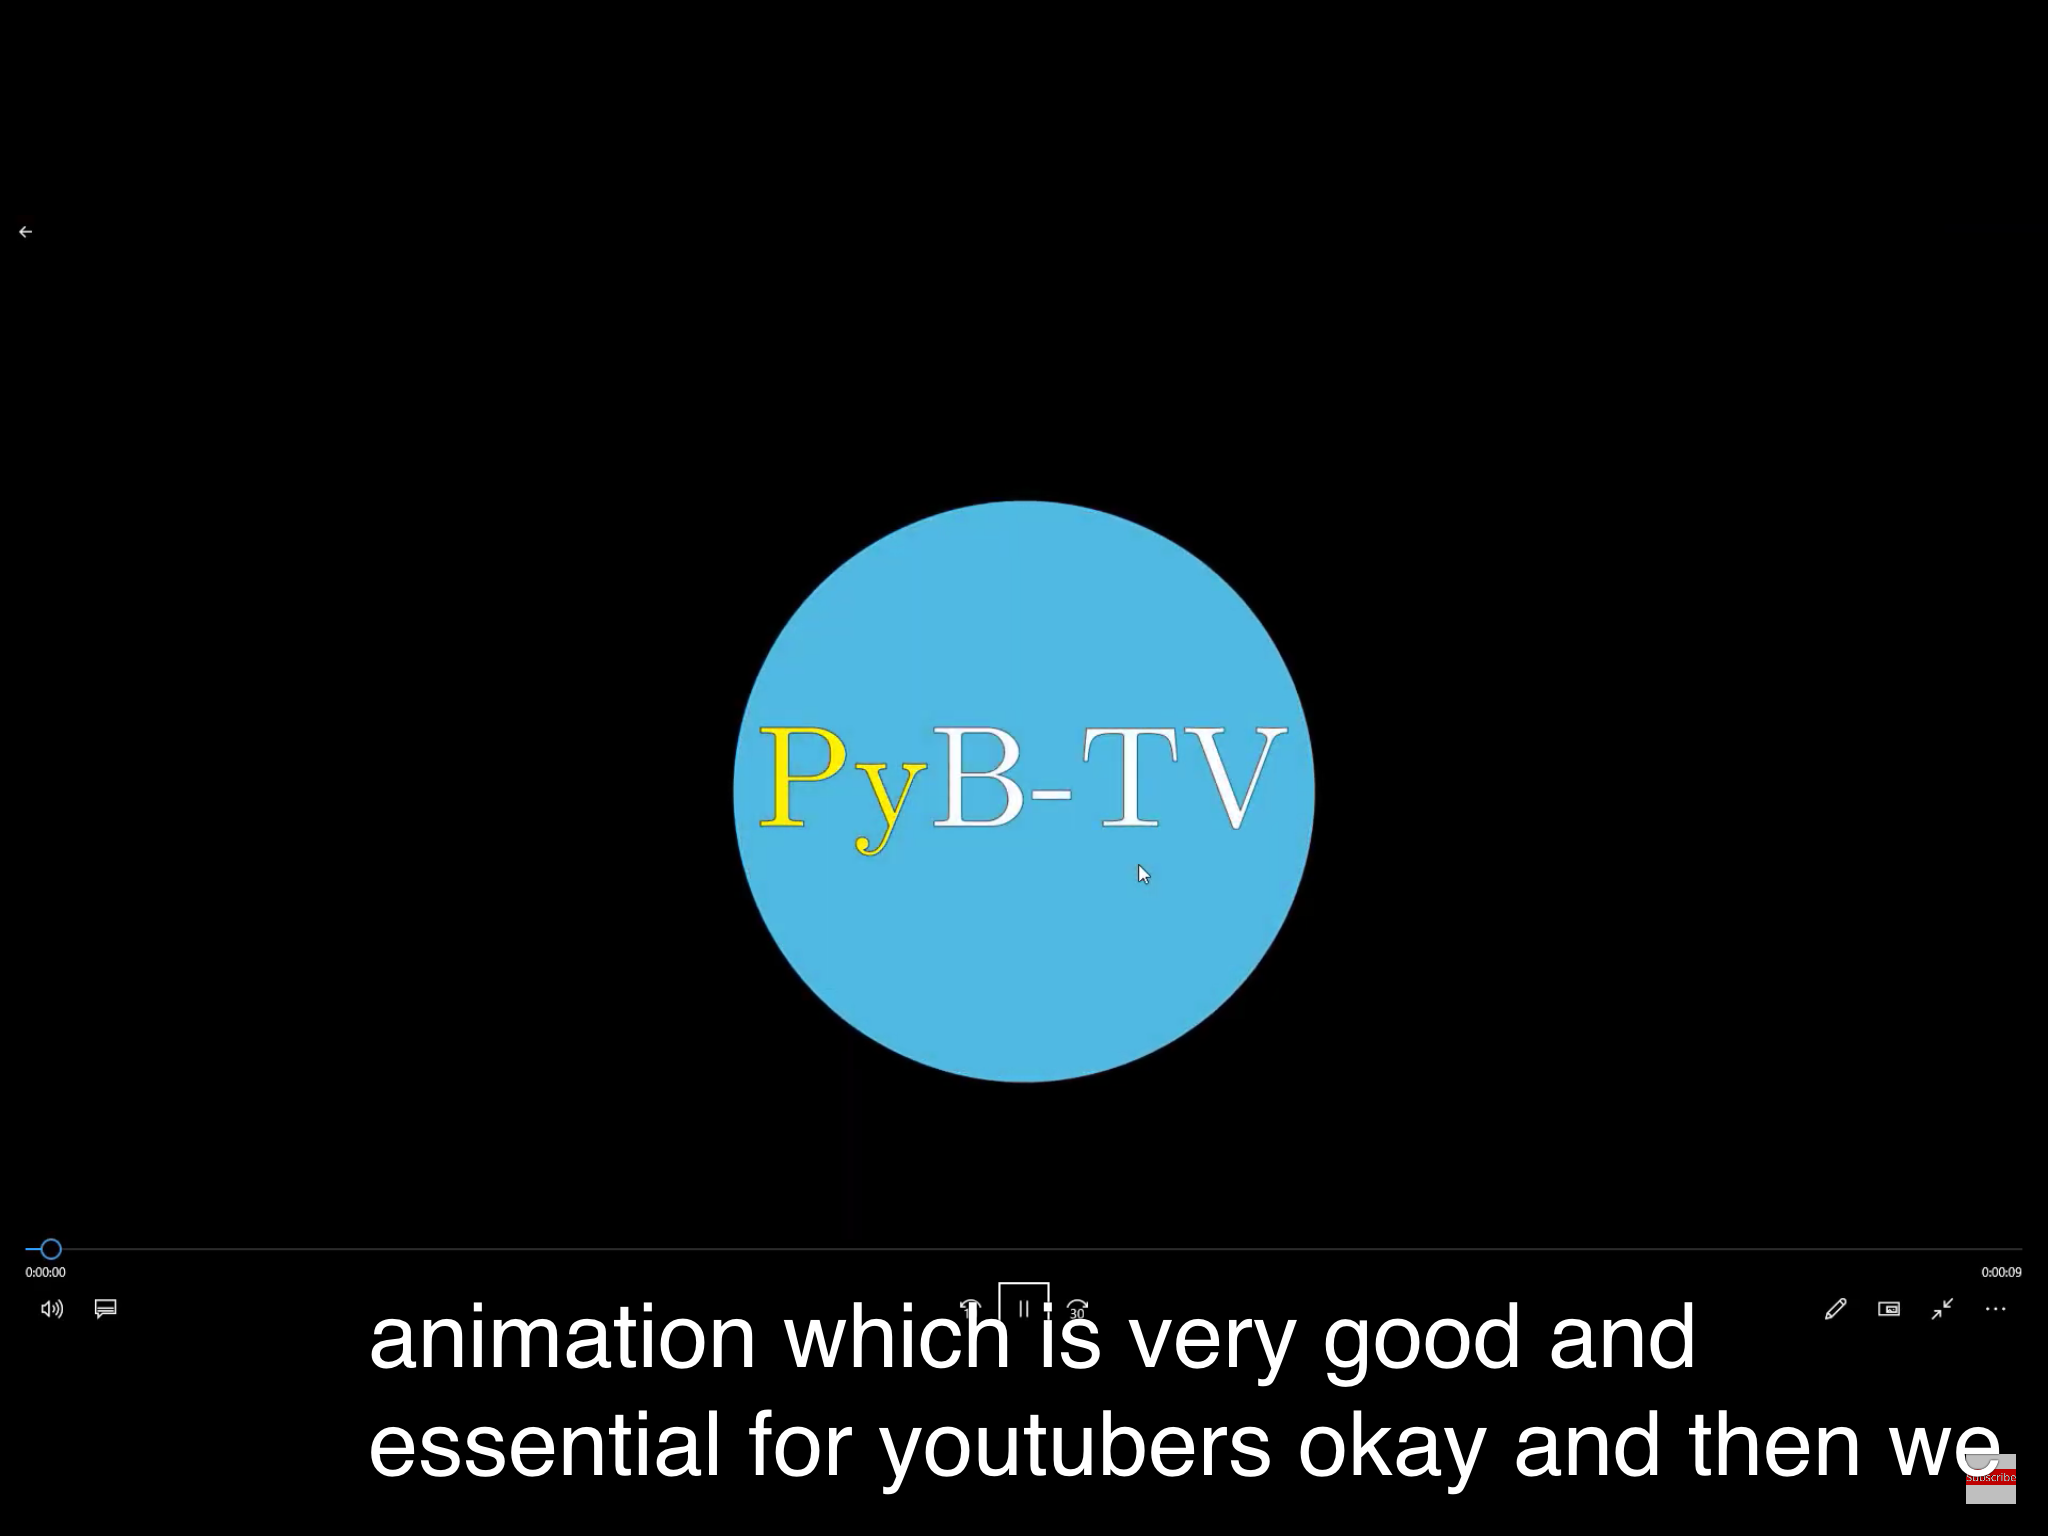 PyB-TV
0:00:00
0:00:09
30
animation which is very good and
essential for youtubers okay and then we
Subscribe